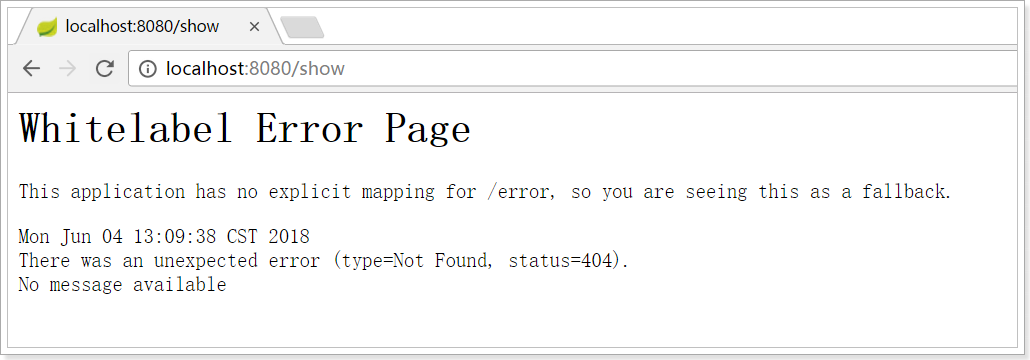 localhost:8080/show
localhost:8080/show
Whitelabel Error Page
This application has no explicit mapping for /error, so you are seeing this as a fallback.
Mon Jun 04 13:09:38 CST 2018
There was an unexpected error (type=Not Found, status=404).
No message available